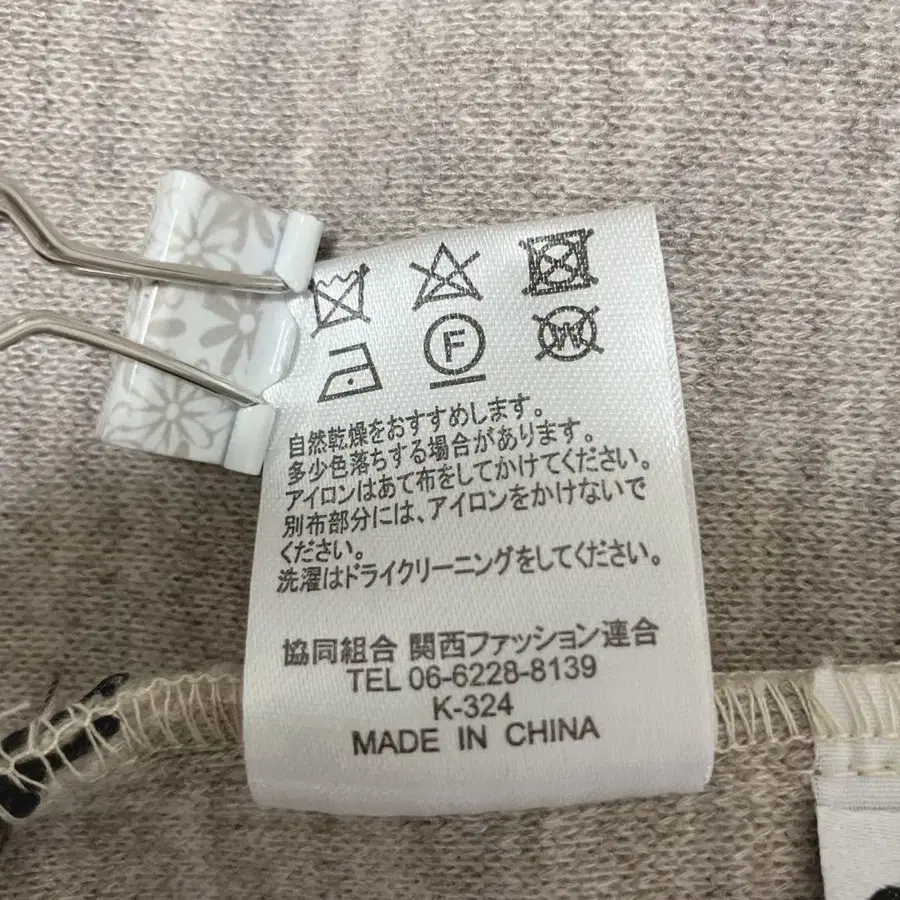 F
W
自然乾燥をおすすめします。
多少色落ちする場合があります。
アイロンはあて布をしてかけてください。
別布部分には、アイロンをかけないで
ください。
洗濯はドライクリーニングをしてください。
協同組合 関西ファッション連合
TEL 06-6228-8139
K-324
MADE IN CHINA